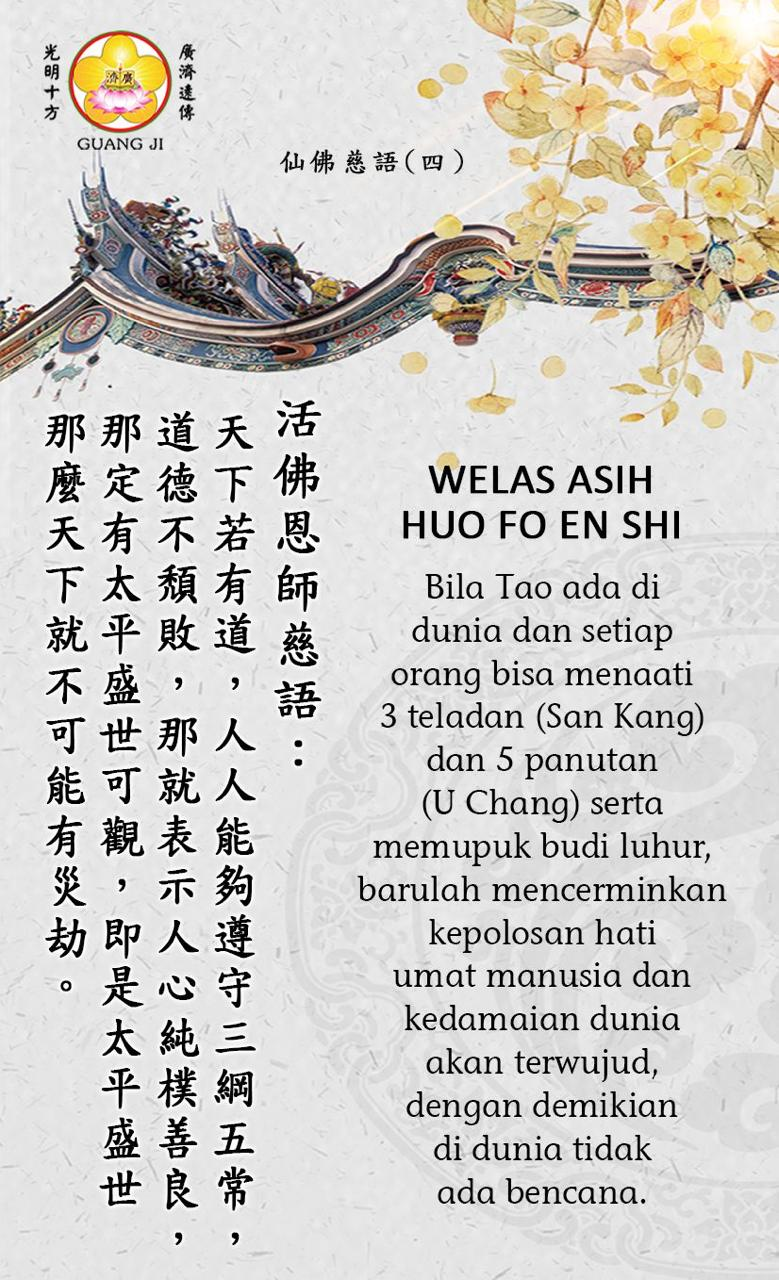 光明十方
廣濟
廣濟遠傳
GUANG JI
仙佛慈語(四)
活佛恩師慈語：
天下若有道，人人能夠遵守三綱五常，
道德不頹敗，那就表示人心純樸善良，
那定有太平盛世可觀，即是太平盛世
那麼天下就不可能有災劫。
WELAS ASIH
HUO FO EN SHI
Bila Tao ada di
dunia dan setiap
orang bisa menaati
3 teladan (San Kang)
dan 5 panutan
(U Chang) serta
memupuk budi luhur,
barulah mencerminkan
kepolosan hati
umat manusia dan
kedamaian dunia
akan terwujud,
dengan demikian
di dunia tidak
ada bencana.